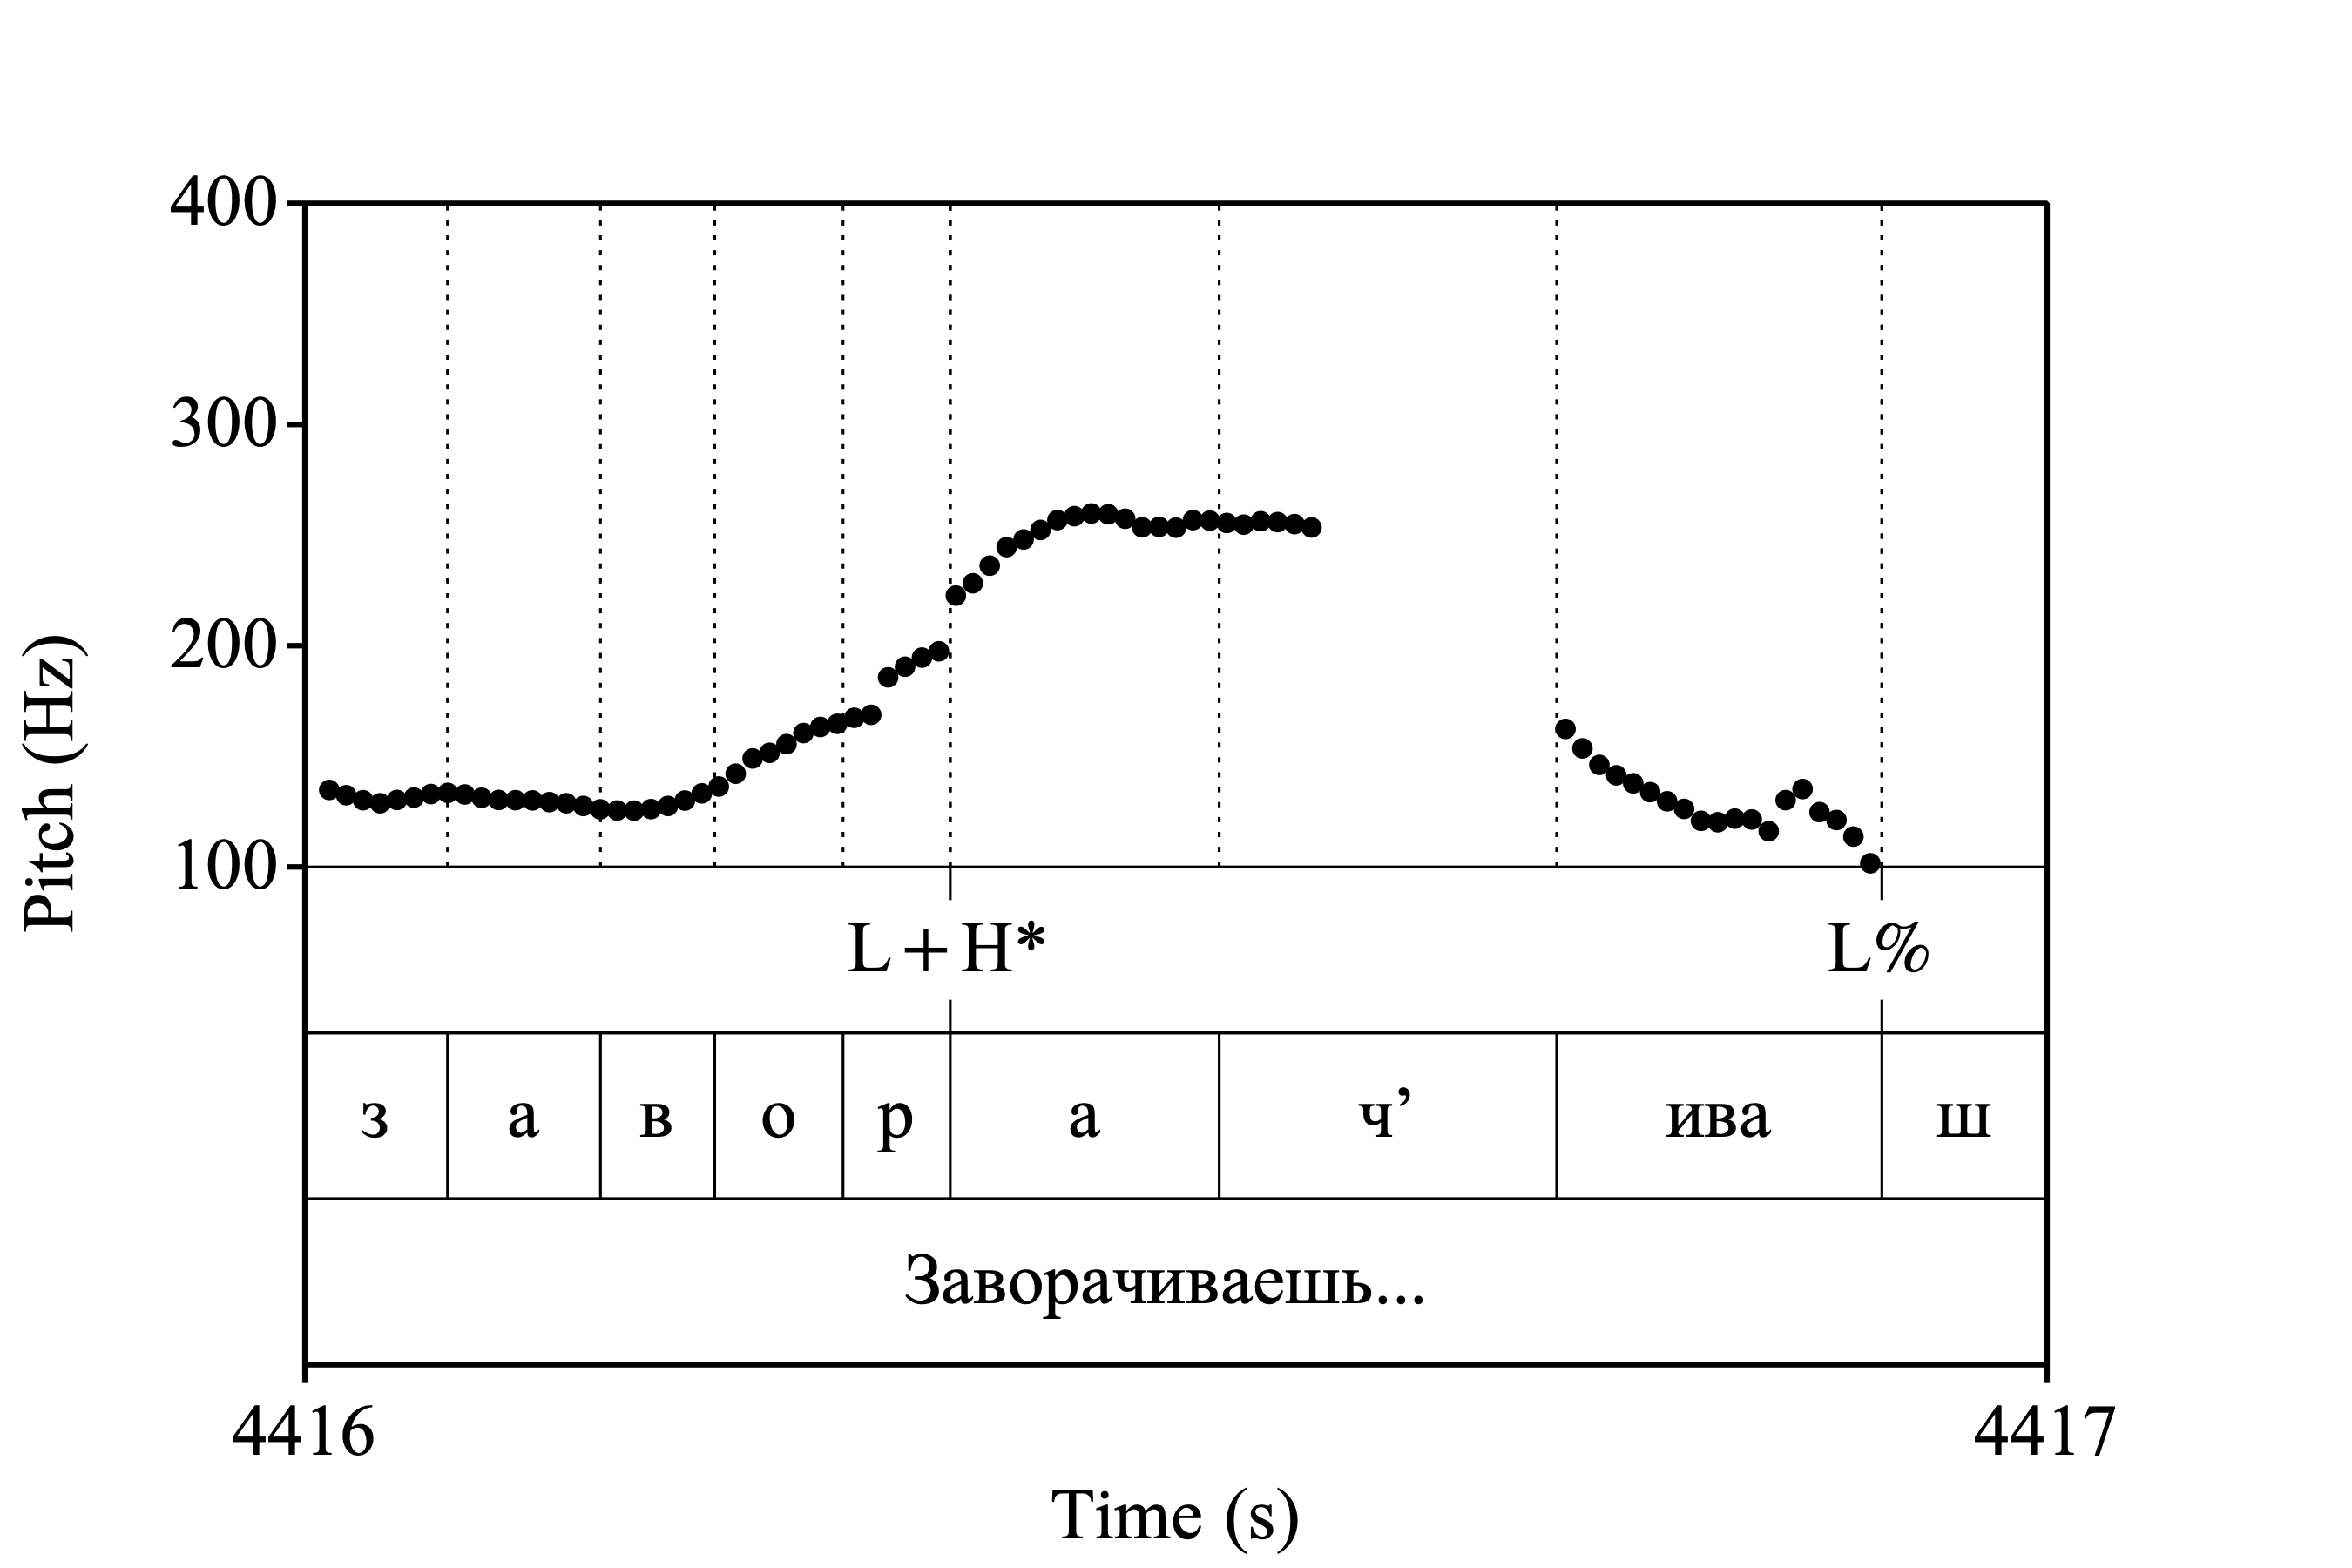 400
300
200
100
Pitch (Hz)
L+H* L%
з а в о р а ч’ ива ш
Заворачиваешь...
4416 4417
Time (s)